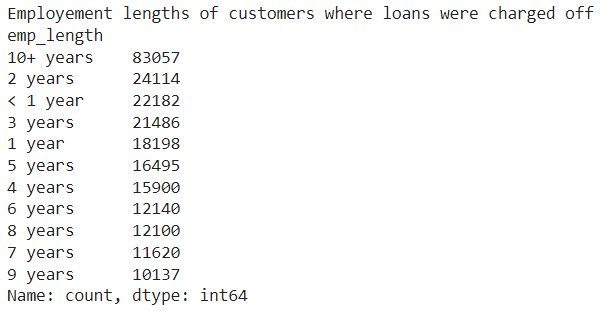 Employement lengths of customers where loans were charged off
emp_length
10+ years    83057
2 years      24114
< 1 year     22182
3 years      21486
1 year       18198
5 years      16495
4 years      15900
6 years      12140
8 years      12100
7 years      11620
9 years      10137
Name: count, dtype: int64